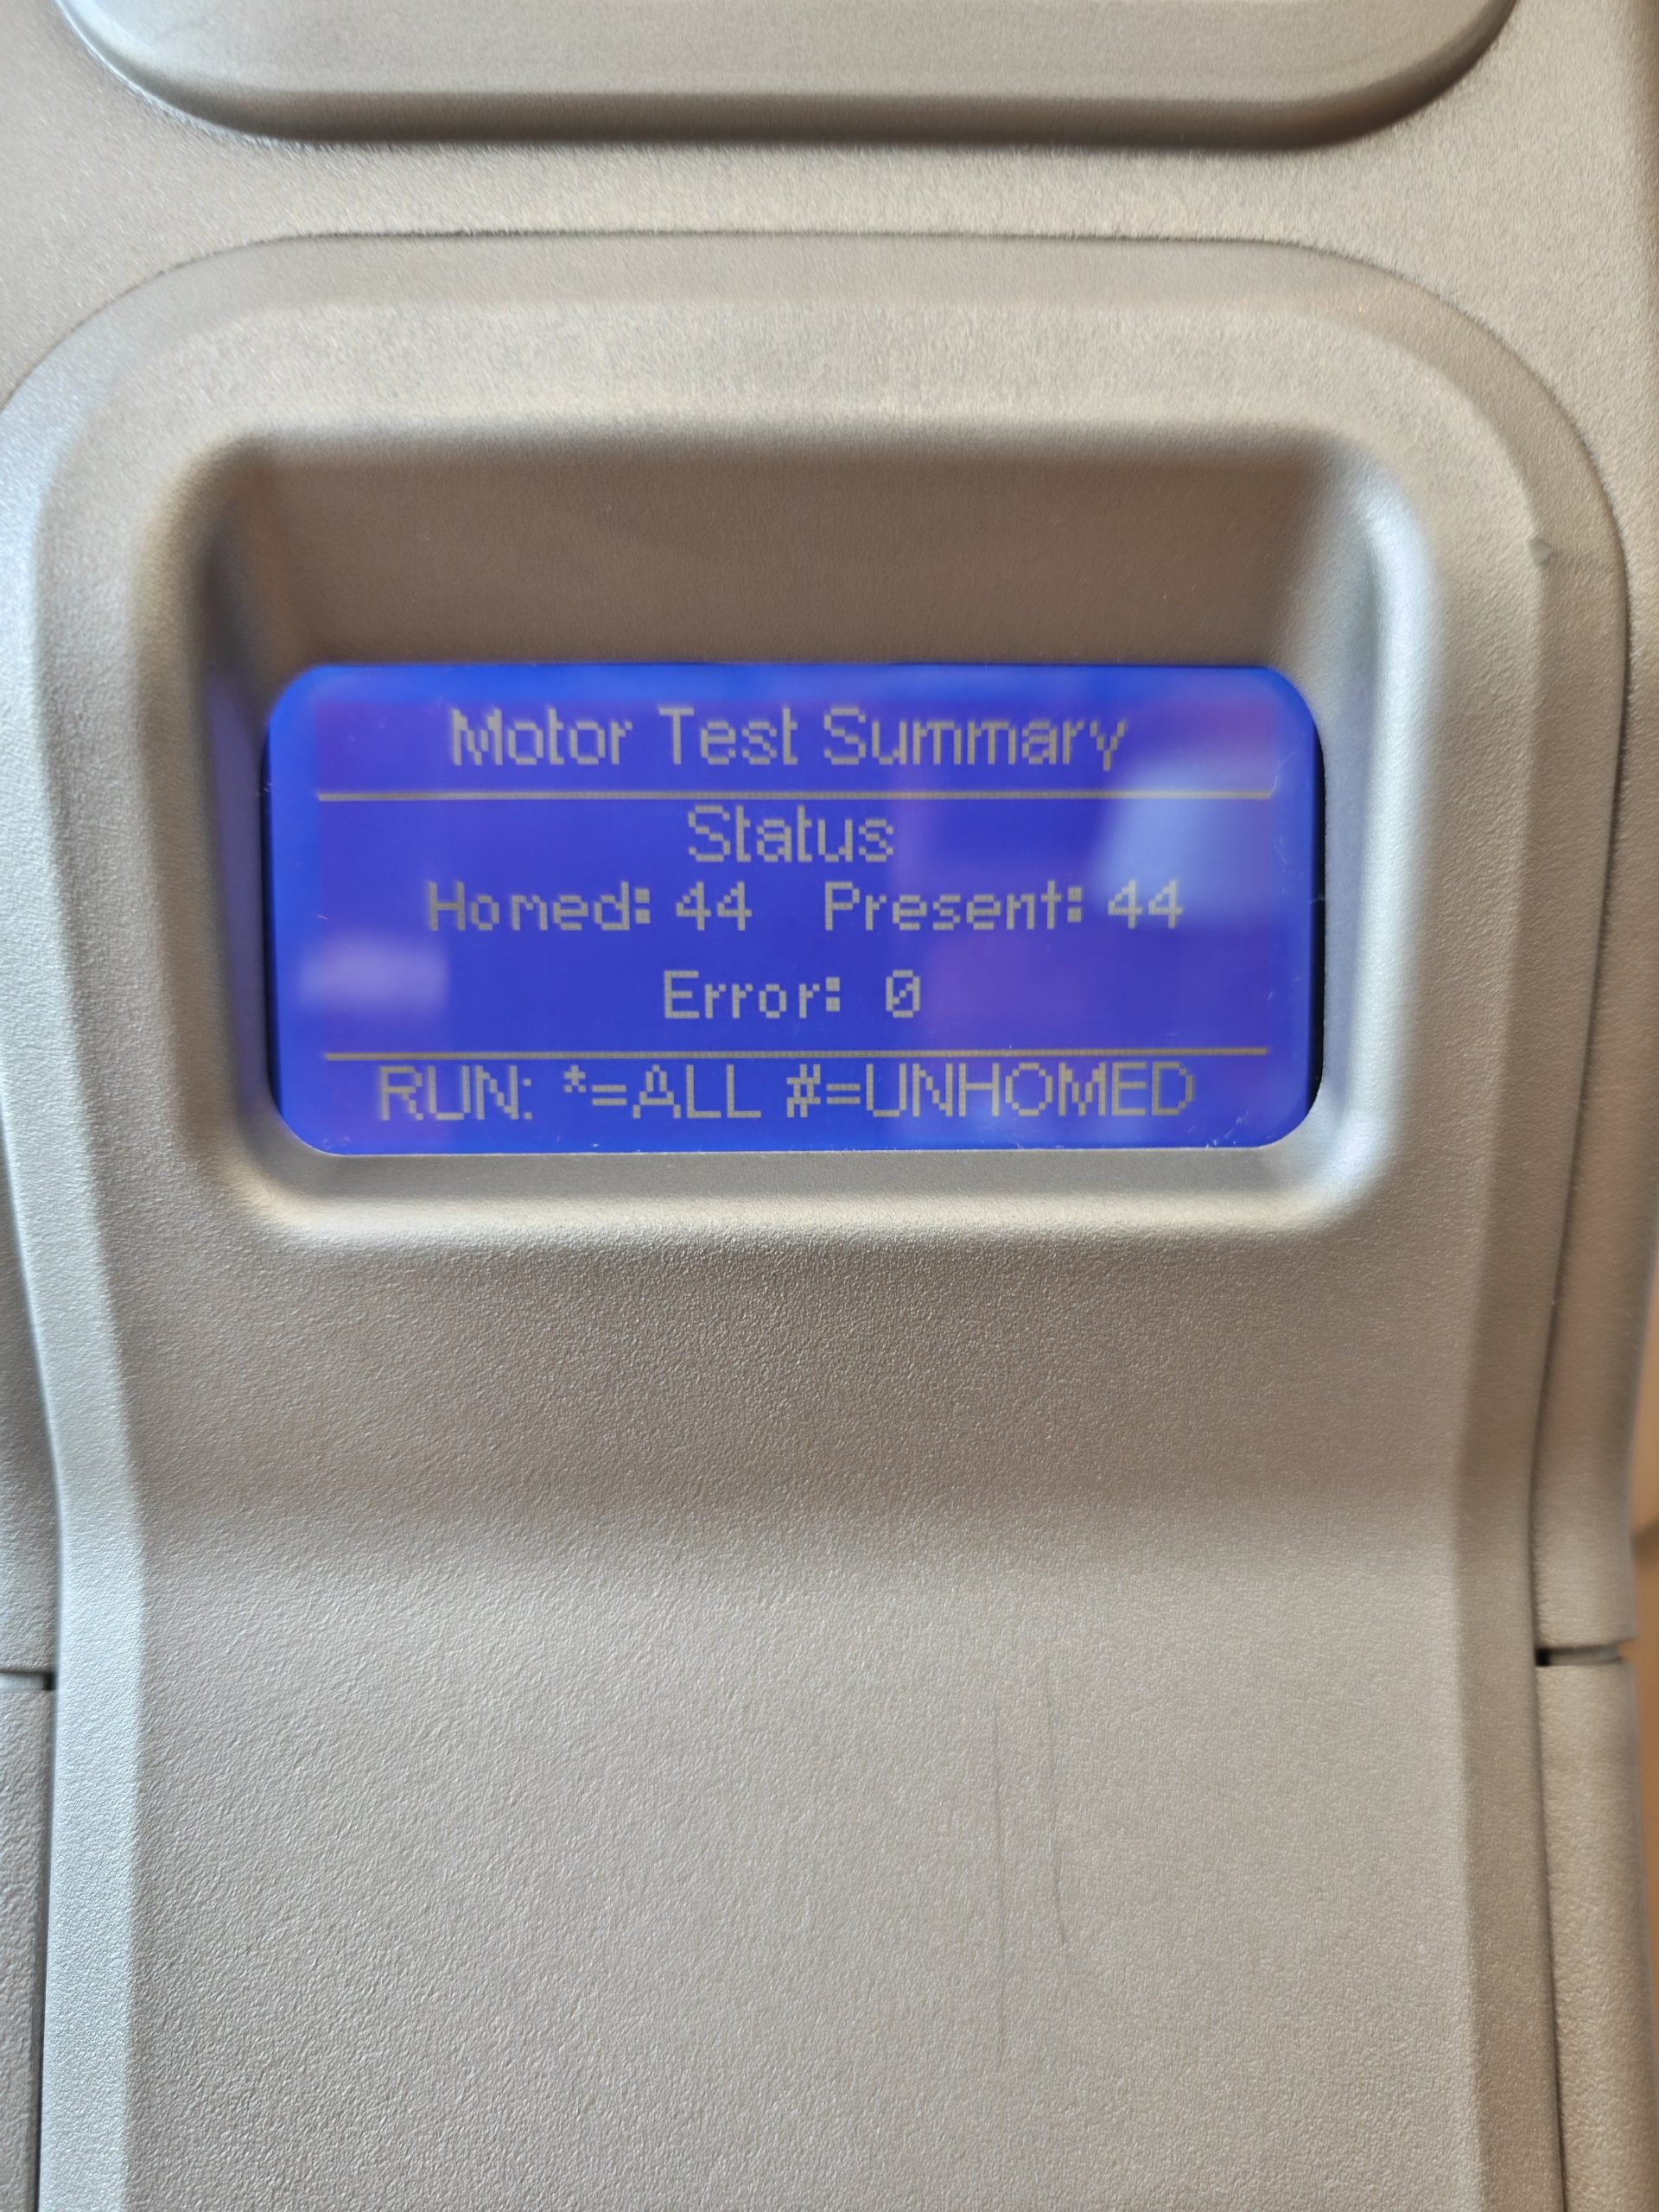 Motor Test Summary
Status
Homed: 44 Present: 44
Error: 0
RUN: *=ALL #=UNHOMED